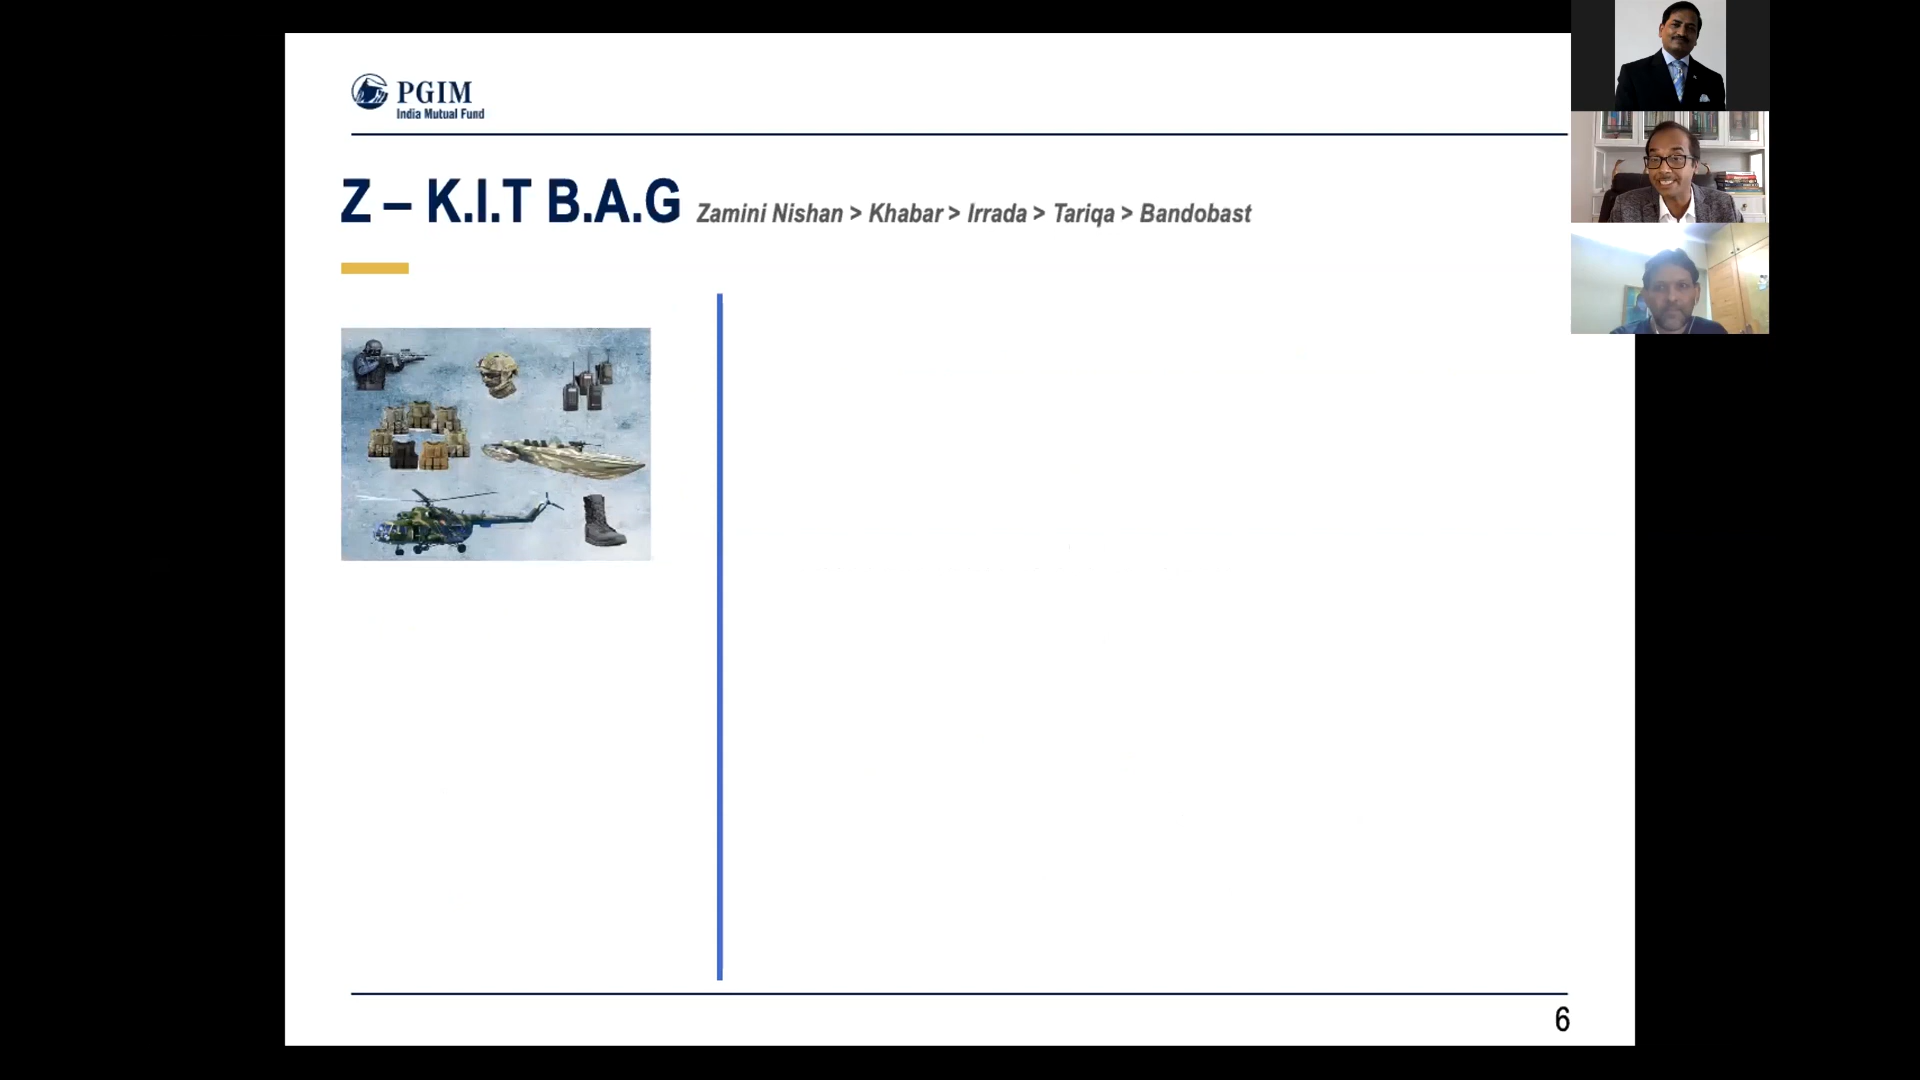 PGIM
India Mutual Fund
Z – K.I.T B.A.G Zamini Nishan > Khabar > Irrada > Tariqa > Bandobast
6